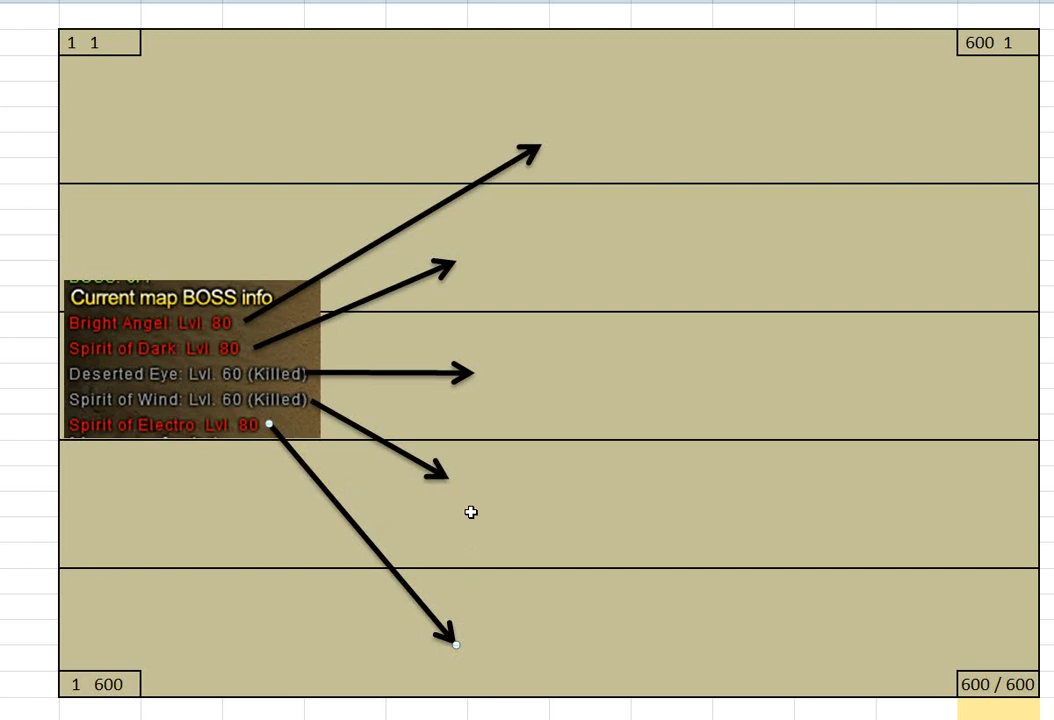 1 1
600 1
Current map BOSS info
Bright Angel: Lvl. 80
Spirit of Dark: Lvl. 80
Deserted Eye: Lvl. 60 (Killed)
Spirit of Wind: Lvl. 60 (Killed)
Spirit of Electro: Lvl. 80
1 600
600 / 600